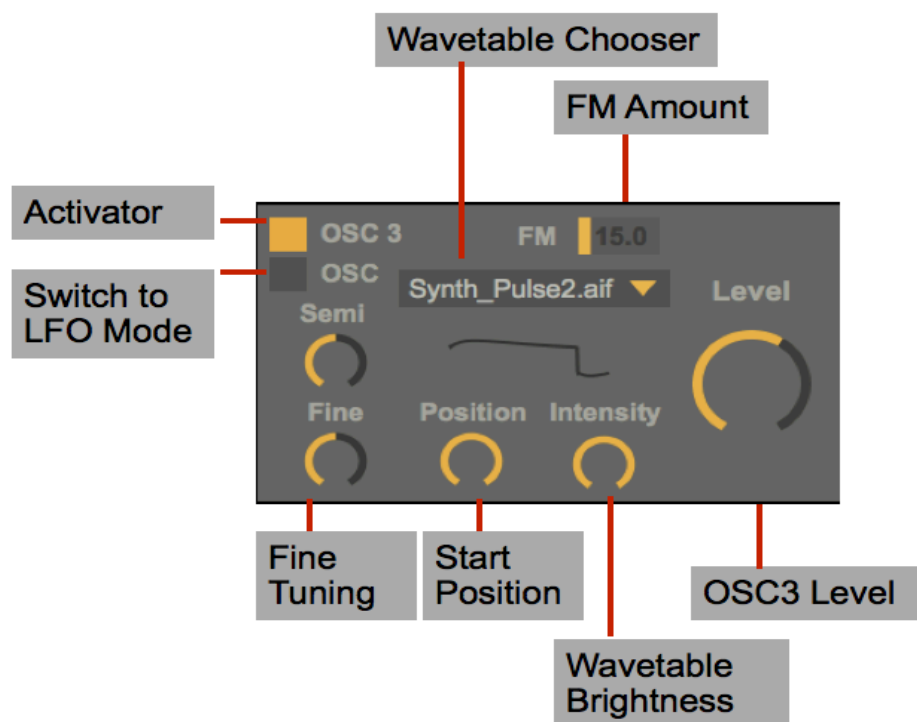 Wavetable Chooser
FM Amount
Activator
OSC 3
FM
15.0
Switch to
LFO Mode
OSC
Synth_Pulse2.aif
Level
Semi
Fine
Position
Intensity
Fine
Tuning
Start
Position
OSC3 Level
Wavetable
Brightness